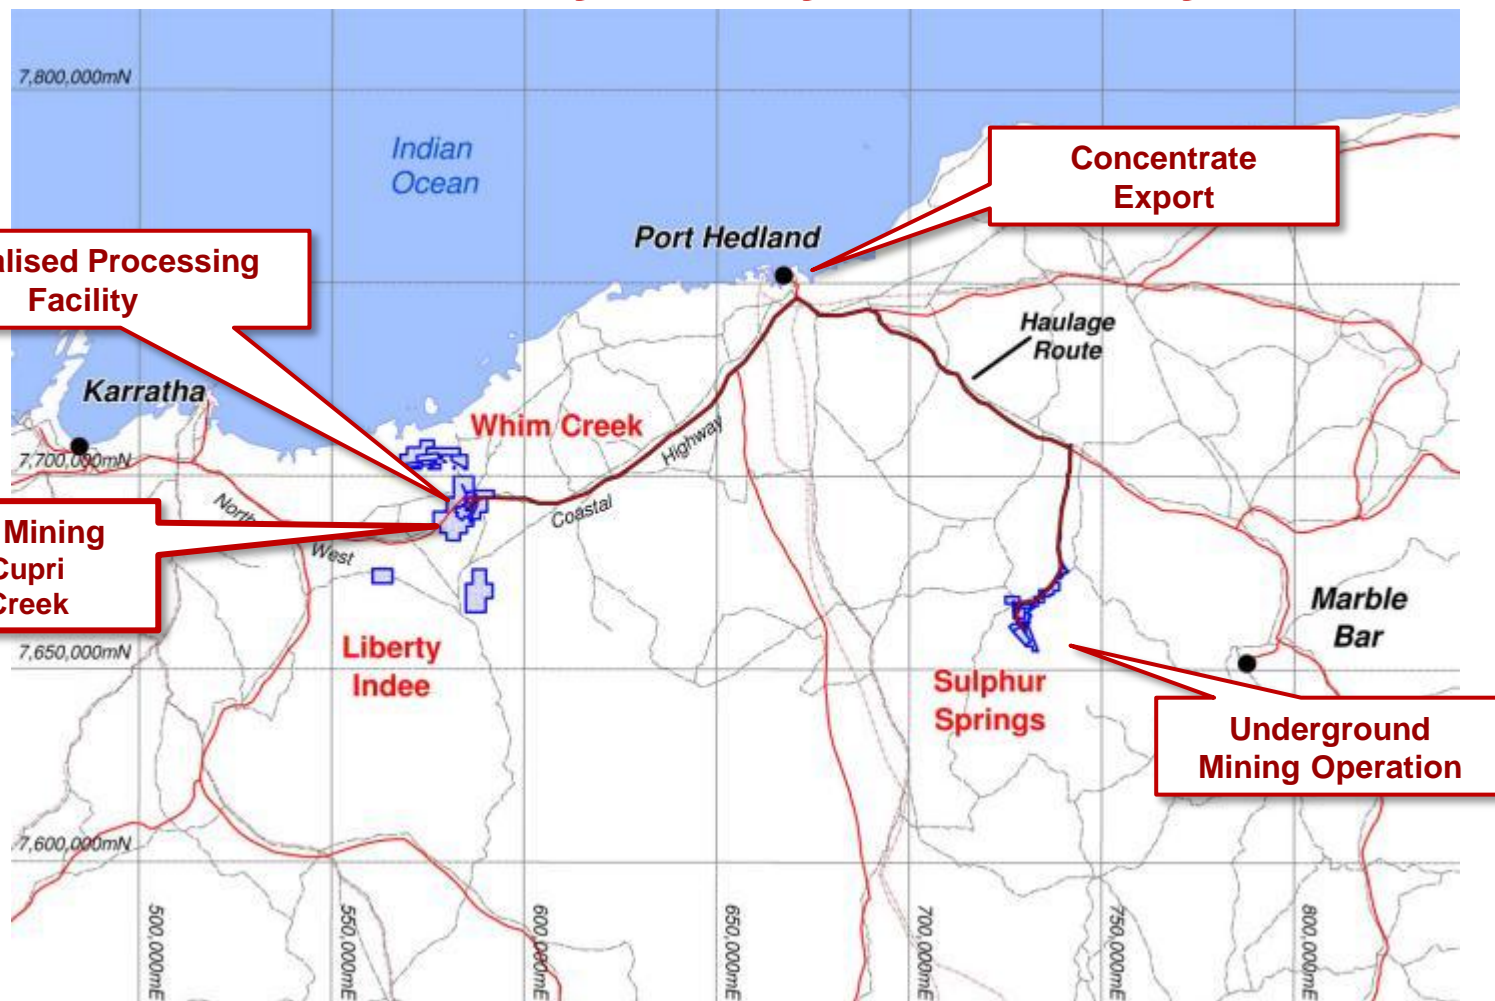 7,800,000mN
Indian
Ocean
Concentrate
Export
Port Hedland
alised Processing
Facility
Haulage
Route
Karratha
Whim Creek
Highway
7,700,000mN
Coastal
North
West
Mining
Cupri
Creek
Marble
Bar
Liberty
Indee
7,650,000mN
Sulphur
Springs
Underground
Mining Operation
7,600,000mN
500,000mE
550,000mE
600,000mE
650,000mE
700,000mE
750,000mE
800,000mE